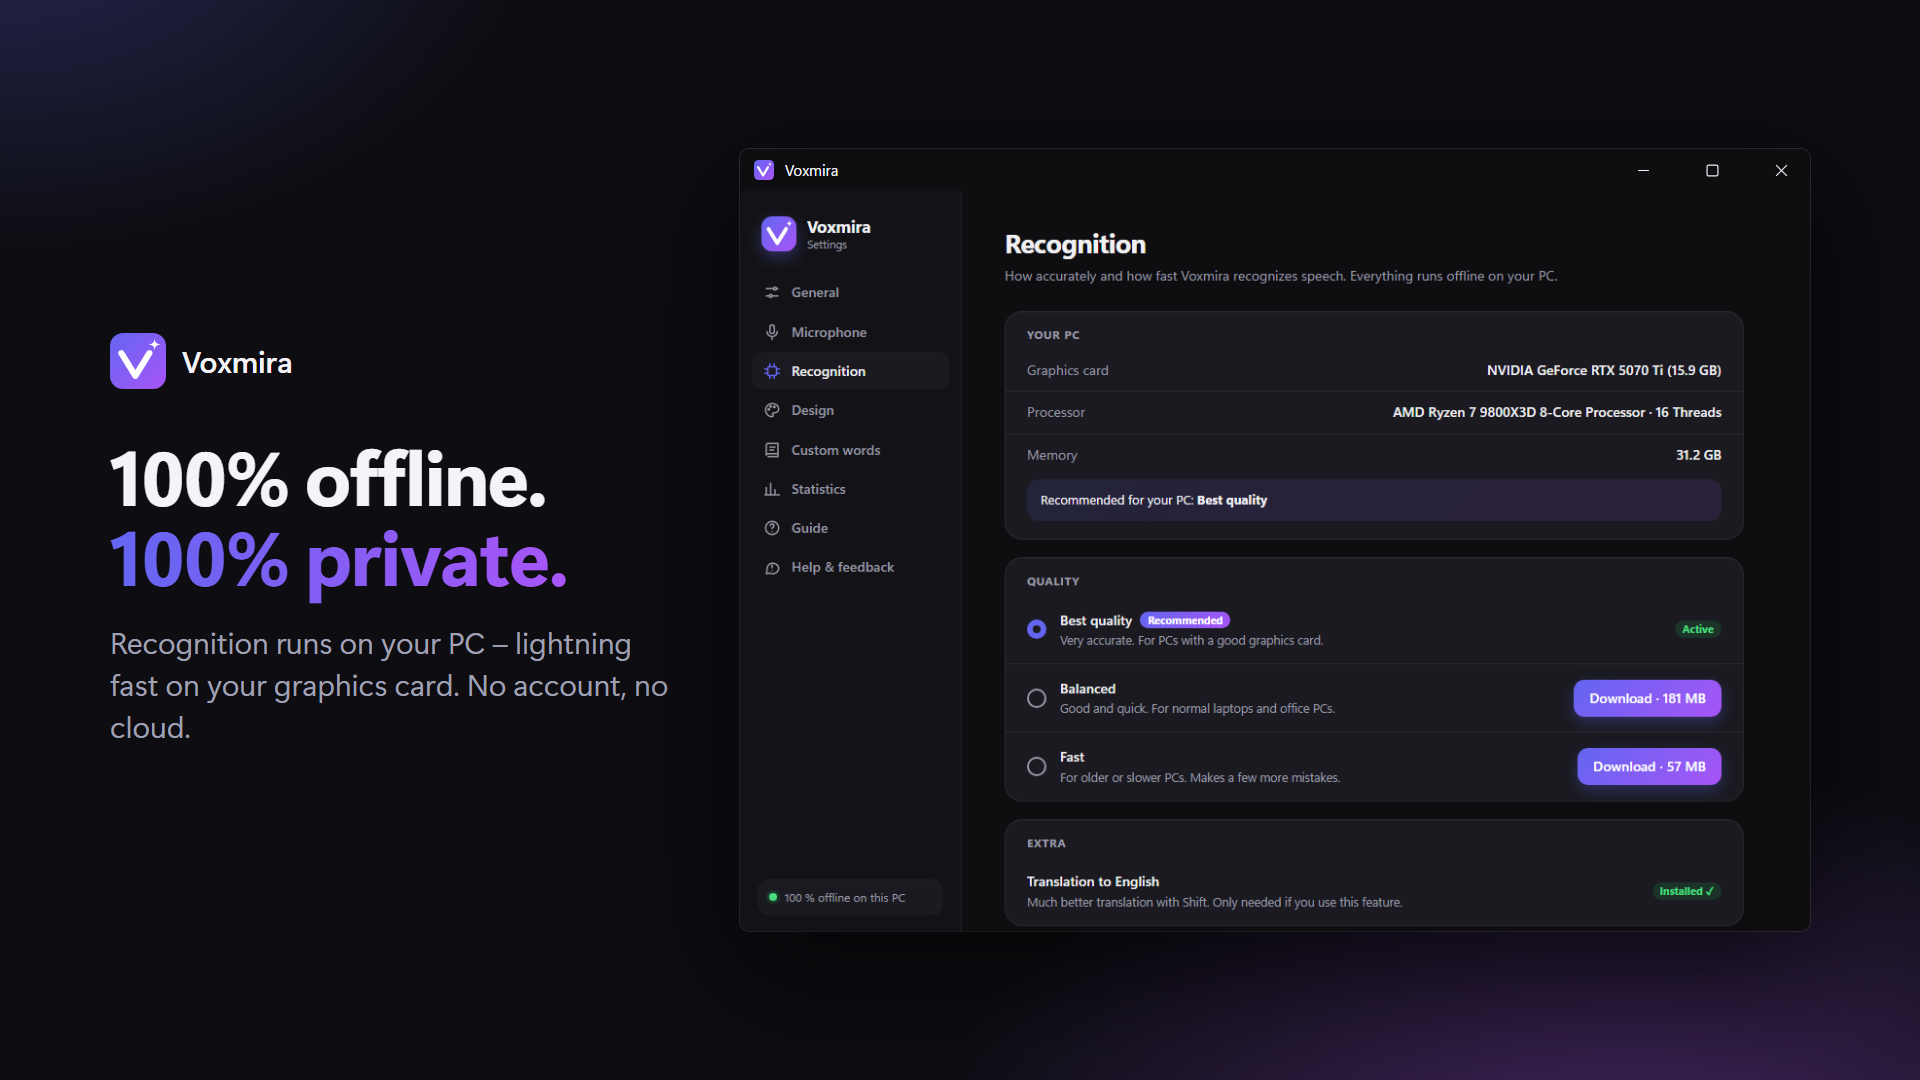 Voxmira
100% offline.
100% private.
Recognition runs on your PC – lightning
fast on your graphics card. No account, no
cloud.
Voxmira
Voxmira
Settings
General
Microphone
Recognition
Design
Custom words
Statistics
Guide
Help & feedback
100 % offline on this PC
Recognition
How accurately and how fast Voxmira recognizes speech. Everything runs offline on your PC.
YOUR PC
Graphics card NVIDIA GeForce RTX 5070 Ti (15.9 GB)
Processor AMD Ryzen 7 9800X3D 8-Core Processor · 16 Threads
Memory 31.2 GB
Recommended for your PC: Best quality
QUALITY
Best quality Recommended
Very accurate. For PCs with a good graphics card.
Active
Balanced
Good and quick. For normal laptops and office PCs.
Download · 181 MB
Fast
For older or slower PCs. Makes a few more mistakes.
Download · 57 MB
EXTRA
Translation to English
Much better translation with Shift. Only needed if you use this feature.
Installed ✓